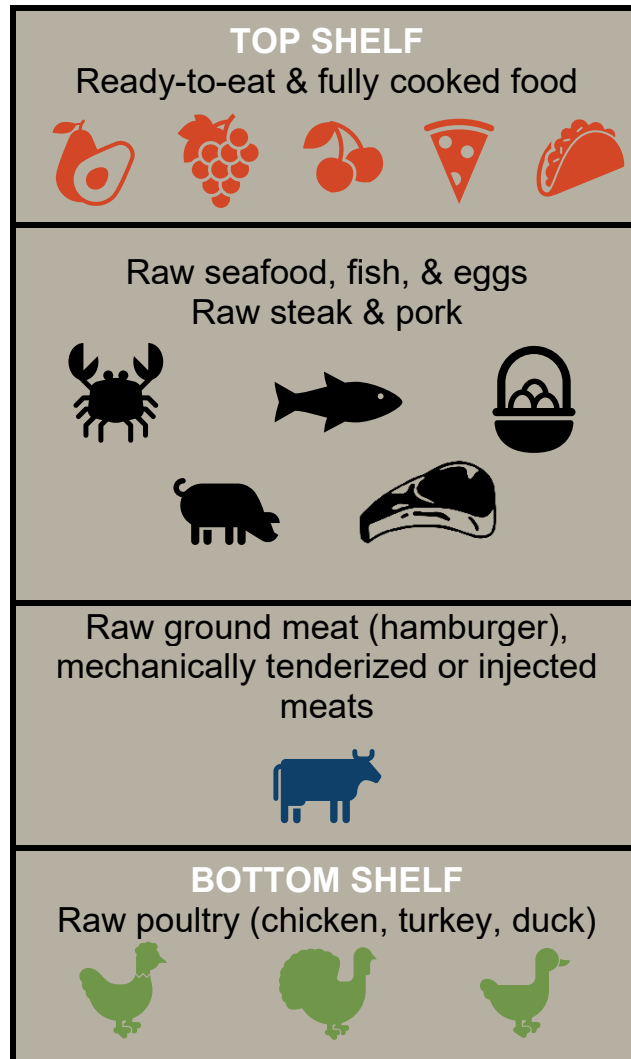 TOP SHELF
Ready-to-eat & fully cooked food
Raw seafood, fish, & eggs
Raw steak & pork
Raw ground meat (hamburger),
mechanically tenderized or injected
meats
BOTTOM SHELF
Raw poultry (chicken, turkey, duck)